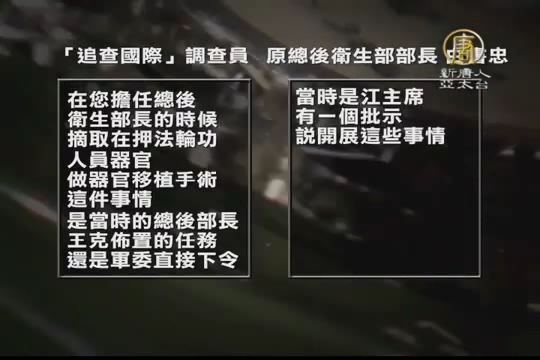 「追查國際」調查員 原總後衛生部部長 書忠
新唐人
亞太台
在您擔任總後
衛生部長的時候
摘取在押法輪功
人員器官
做器官移植手術
這件事情
是當時的總後部長
王克佈置的任務
還是軍委直接下令
當時是江主席
有一個批示
説開展這些事情